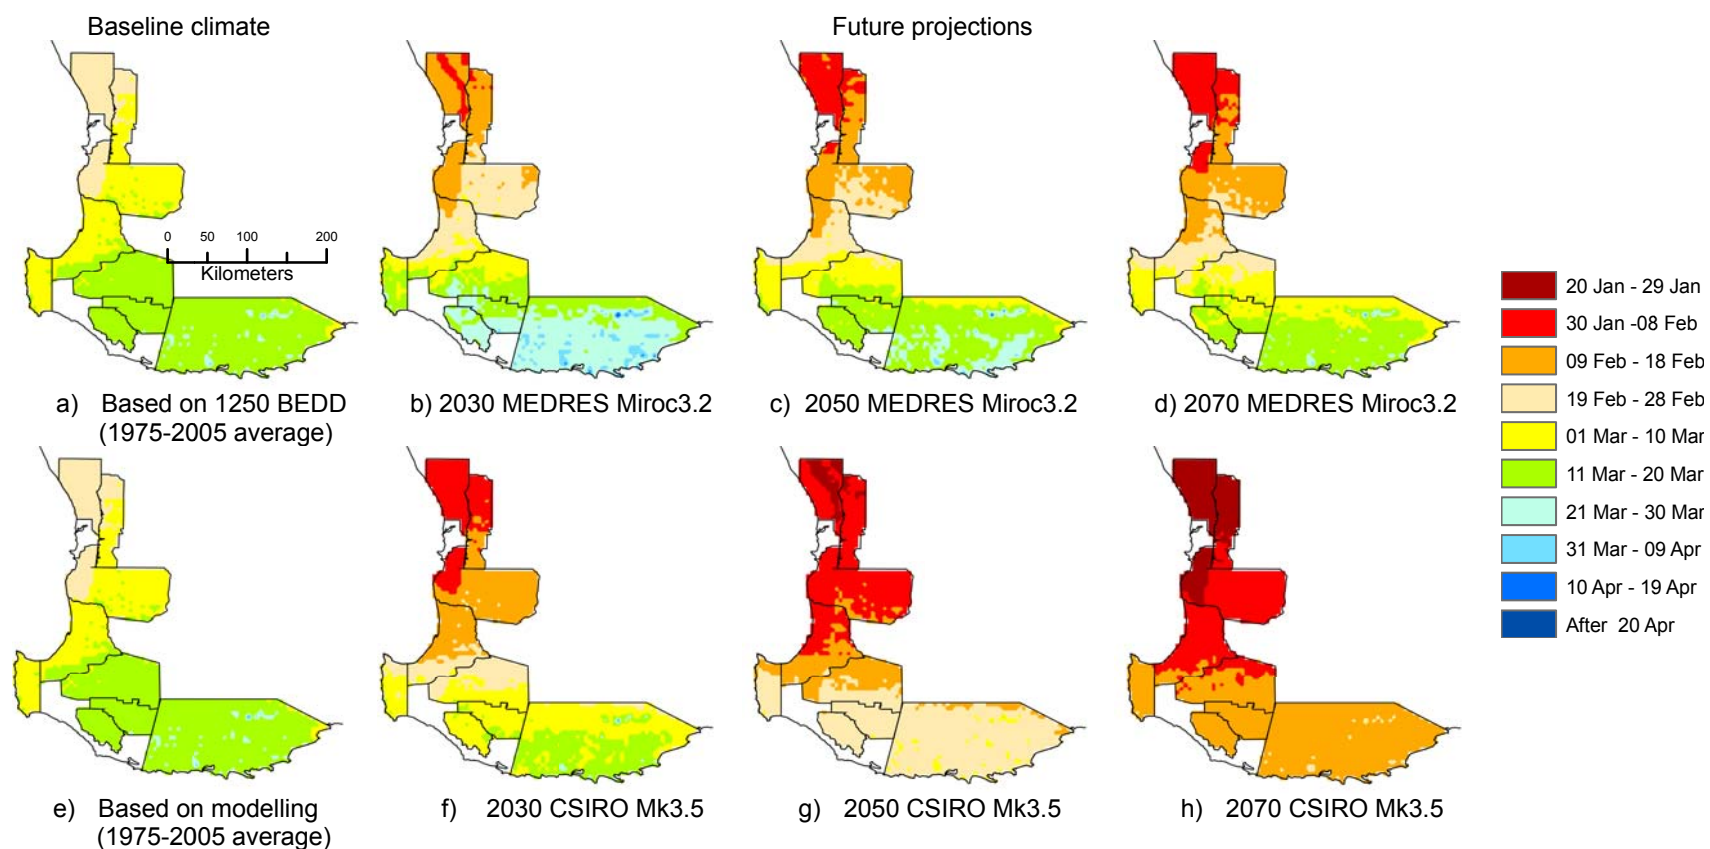 Baseline climate
Future projections
0 50 100 200
Kilometers
a) Based on 1250 BEDD
(1975-2005 average)
b) 2030 MEDRES Miroc3.2
c) 2050 MEDRES Miroc3.2
d) 2070 MEDRES Miroc3.2
20 Jan - 29 Jan
30 Jan -08 Feb
09 Feb - 18 Feb
19 Feb - 28 Feb
01 Mar - 10 Mar
11 Mar - 20 Mar
21 Mar - 30 Mar
31 Mar - 09 Apr
10 Apr - 19 Apr
After 20 Apr
e) Based on modelling
(1975-2005 average)
f) 2030 CSIRO Mk3.5
g) 2050 CSIRO Mk3.5
h) 2070 CSIRO Mk3.5